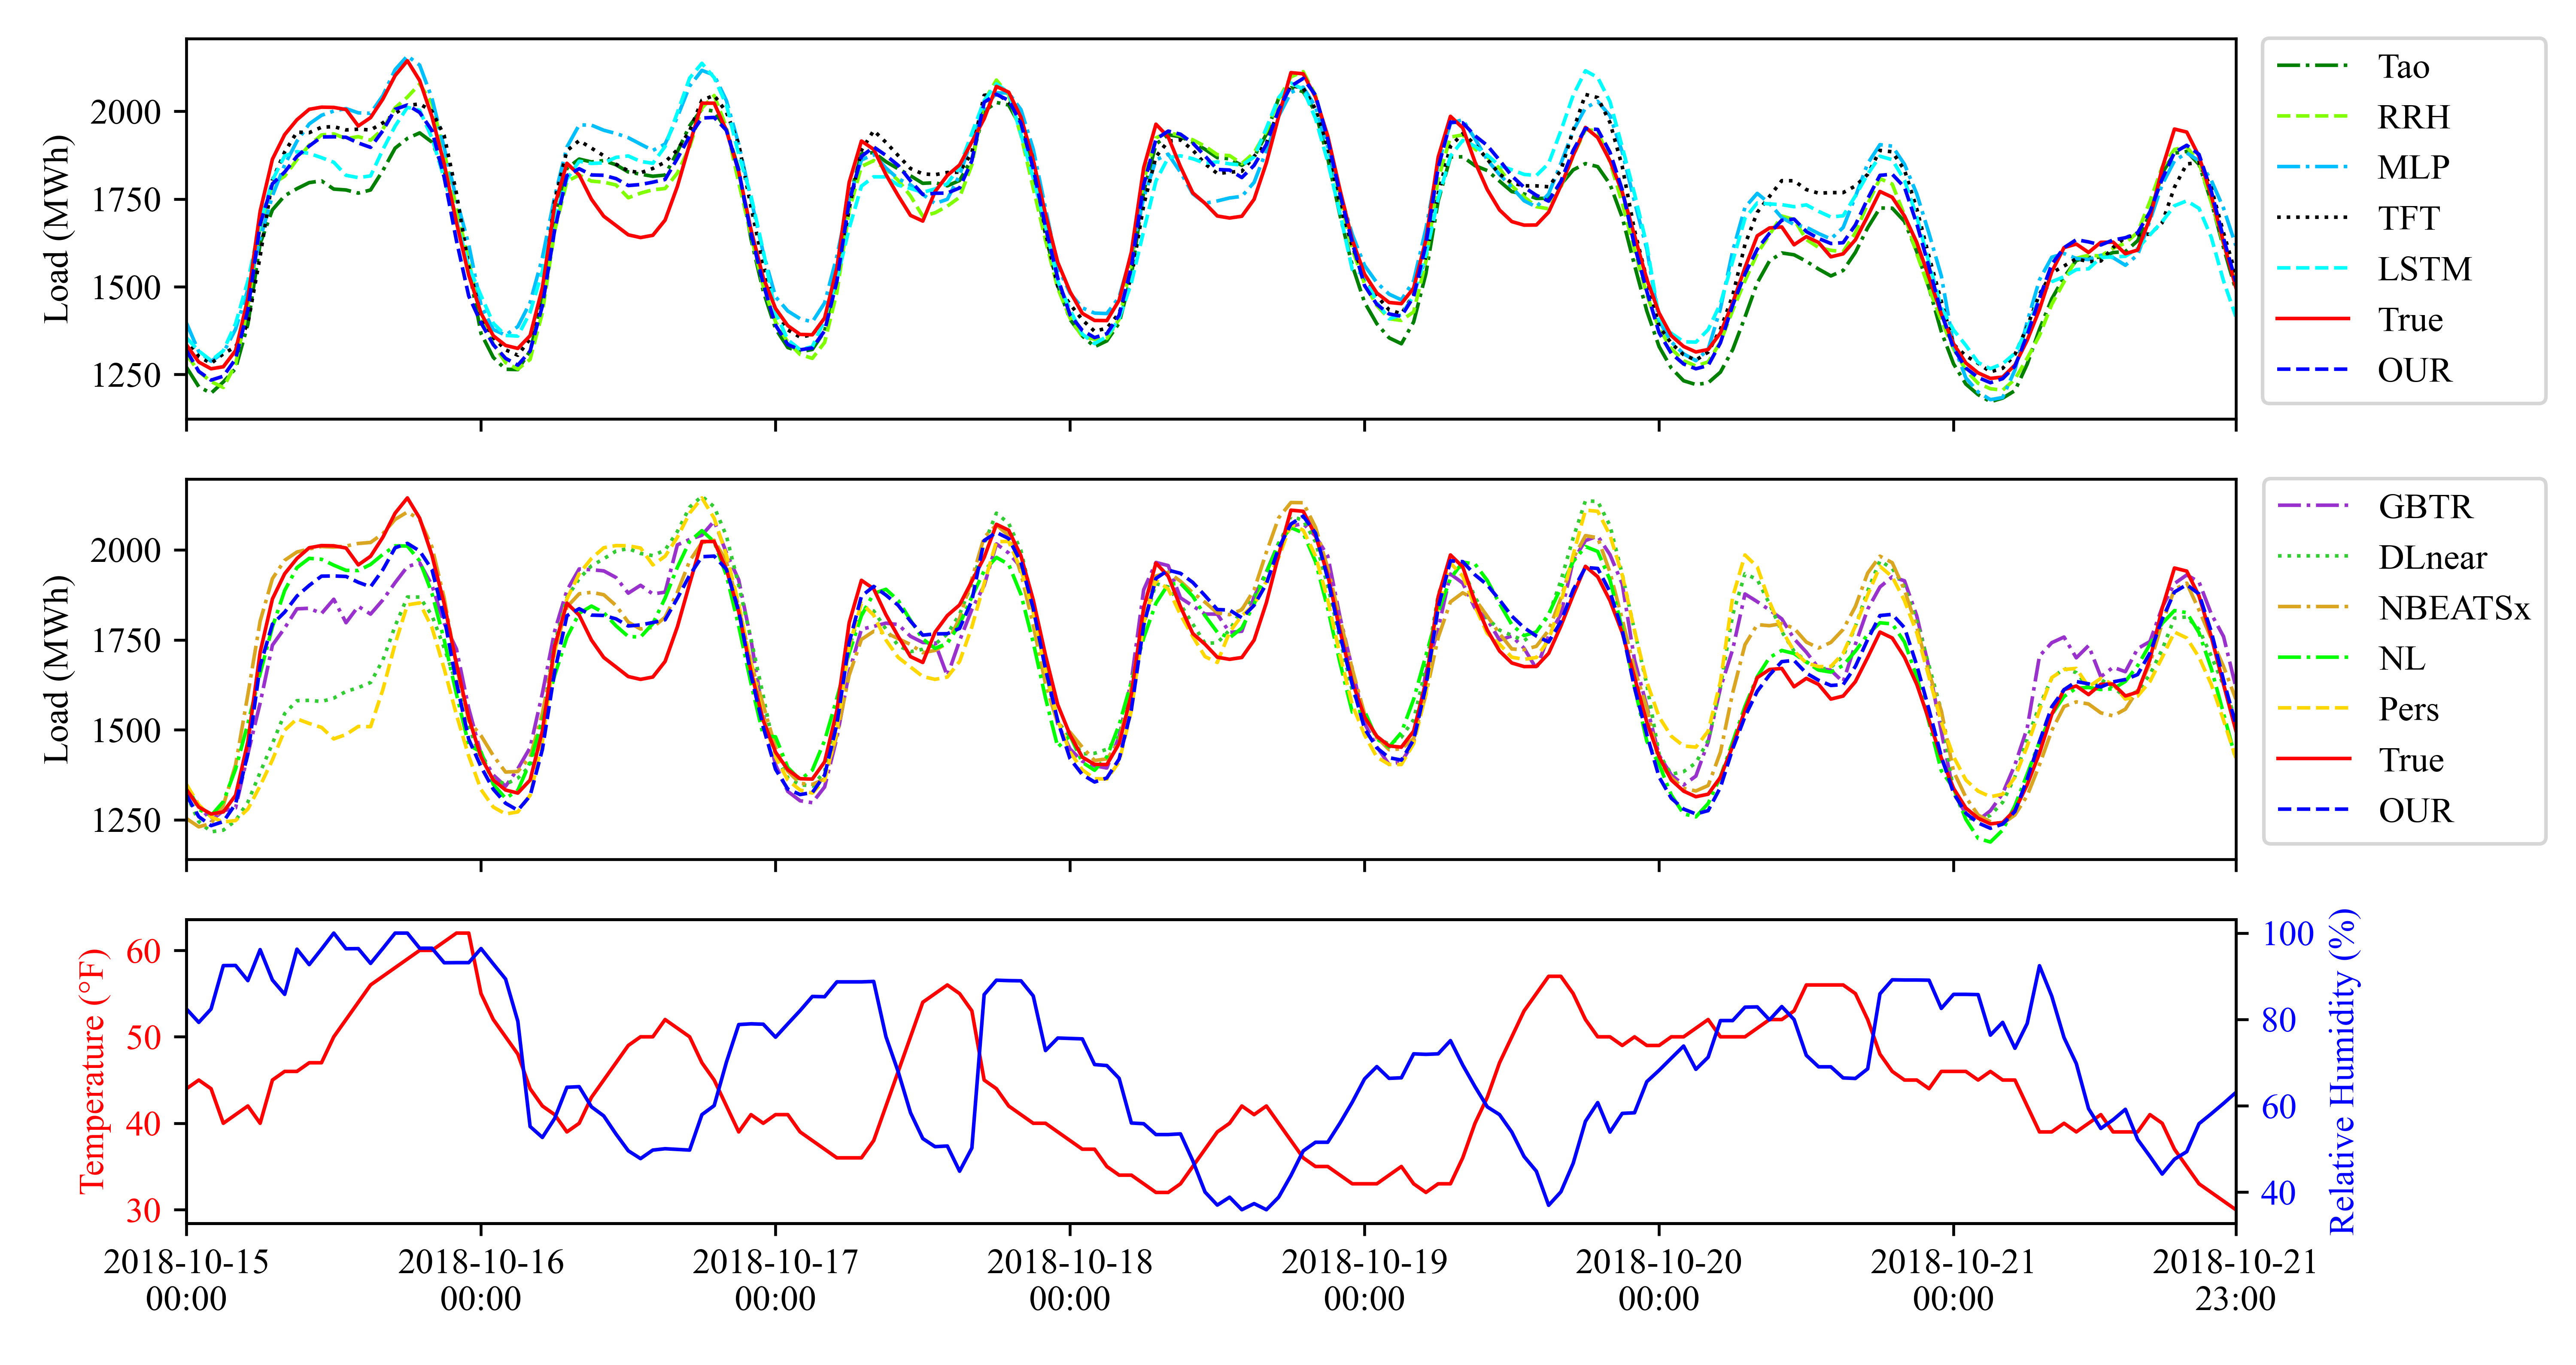 Load (MWh)
2000
1750
1500
1250
Tao
RRH
MLP
TFT
LSTM
True
OUR
Load (MWh)
2000
1750
1500
1250
GBTR
DLnear
NBEATSx
NL
Pers
True
OUR
Temperature (°F)
60
50
40
30
100
80
60
40
Relative Humidity (%)
2018-10-15
00:00
2018-10-16
00:00
2018-10-17
00:00
2018-10-18
00:00
2018-10-19
00:00
2018-10-20
00:00
2018-10-21
00:00
2018-10-21
23:00